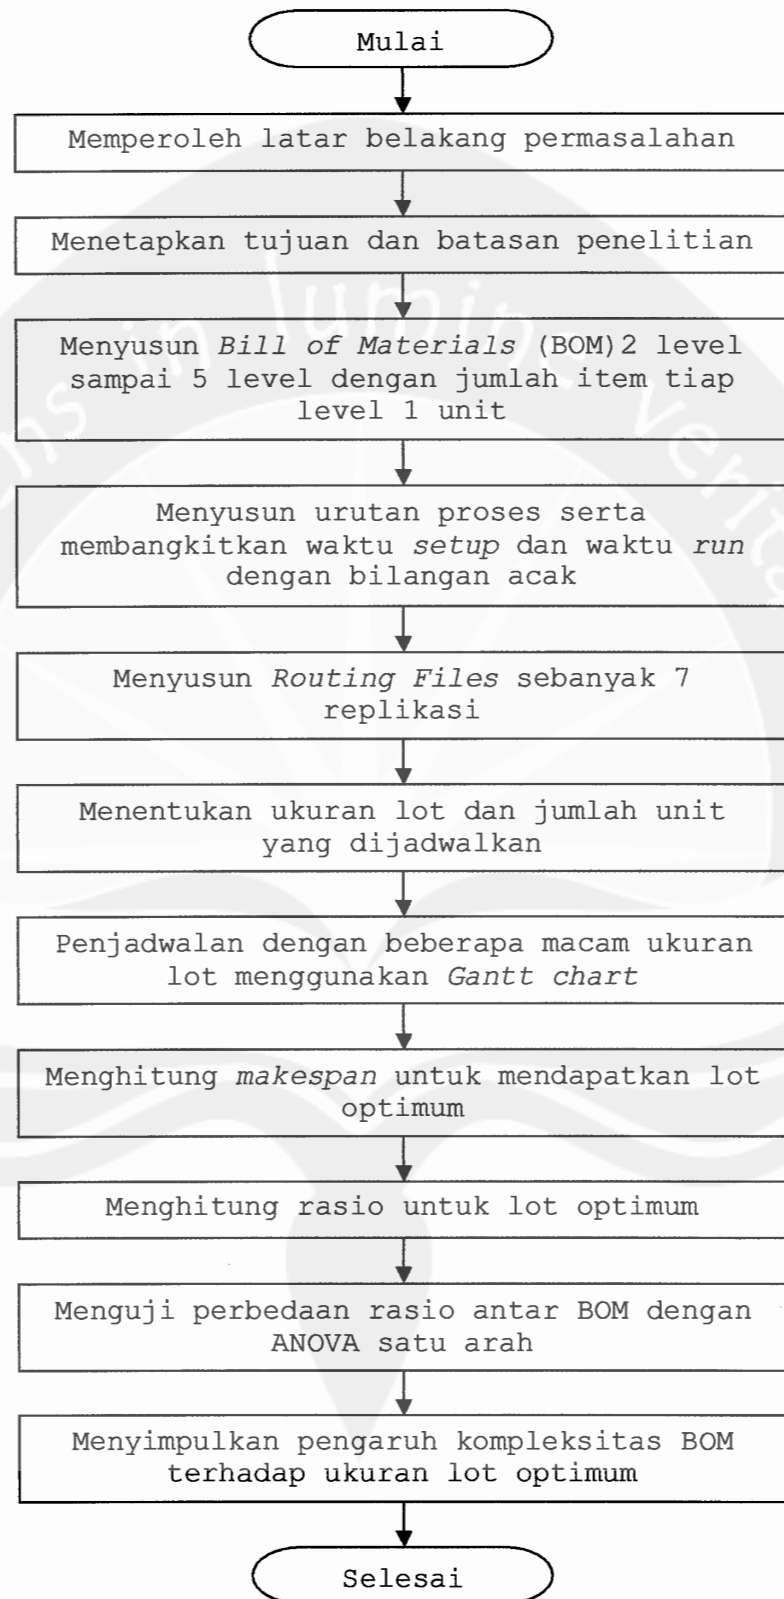 Mulai
Memperoleh latar belakang permasalahan
Menetapkan tujuan dan batasan penelitian
Menyusun Bill of Materials (BOM)2 level
sampai 5 level dengan jumlah item tiap
level 1 unit
Menyusun urutan proses serta
membangkitkan waktu setup dan waktu run
dengan bilangan acak
Menyusun Routing Files sebanyak 7
replikasi
Menentukan ukuran lot dan jumlah unit
yang dijadwalkan
Penjadwalan dengan beberapa macam ukuran
lot menggunakan Gantt chart
Menghitung makespan untuk mendapatkan lot
optimum
Menghitung rasio untuk lot optimum
Menguji perbedaan rasio antar BOM dengan
ANOVA satu arah
Menyimpulkan pengaruh kompleksitas BOM
terhadap ukuran lot optimum
Selesai
in lumine verita